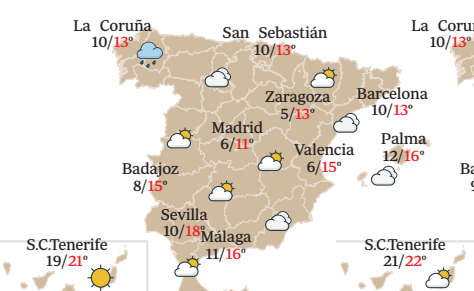 La Coruña
10/13°
San Sebastián
10/13°
La Coru
10/13°
Zaragoza
5/13°
Barcelona
10/13°
Madrid
6/11°
Palma
12/16°
Valencia
6/15°
Badajoz
8/15°
Ba
Sevilla
10/18°
Málaga
11/16°
S.C.Tenerife
19/21°
S.C.Tenerife
21/22°